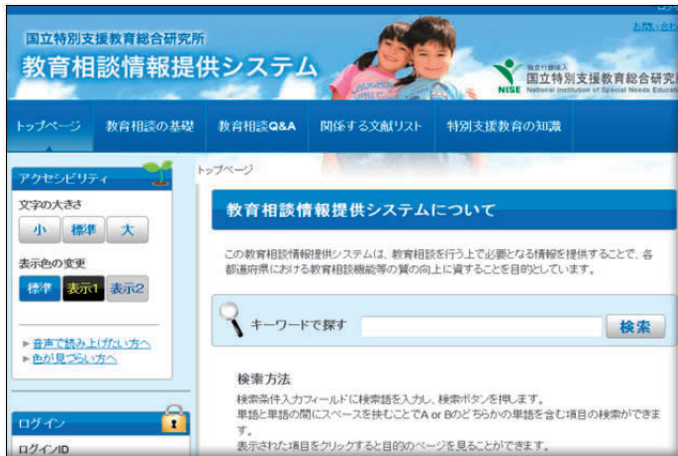 お問い合わ
国立特別支援教育総合研究所
教育相談情報提供システム
独立行政法人
国立特別支援教育総合研究
NISE National Institution of Special Needs Educat
トップページ 教育相談の基礎 教育相談Q&A 関係する文献リスト 特別支援教育の知識
トップページ
アクセシビリティ
文字の大きさ
小 標準 大
表示色の変更
標準 表示1 表示2
音声で読み上げたい方へ
色が見づらい方へ
ログイン
ログインID
教育相談情報提供システムについて
この教育相談情報提供システムは、教育相談を行う上で必要となる情報を提供することで、各
都道府県における教育相談機能等の質の向上に資することを目的としています。
キーワードで探す 検索
検索方法
検索条件入力フィールドに検索語を入力し、検索ボタンを押します。
単語と単語の間にスペースを挟むことでA or Bのどちらかの単語を含む項目の検索ができま
す。
表示された項目をクリックすると目的のページを見ることができます。